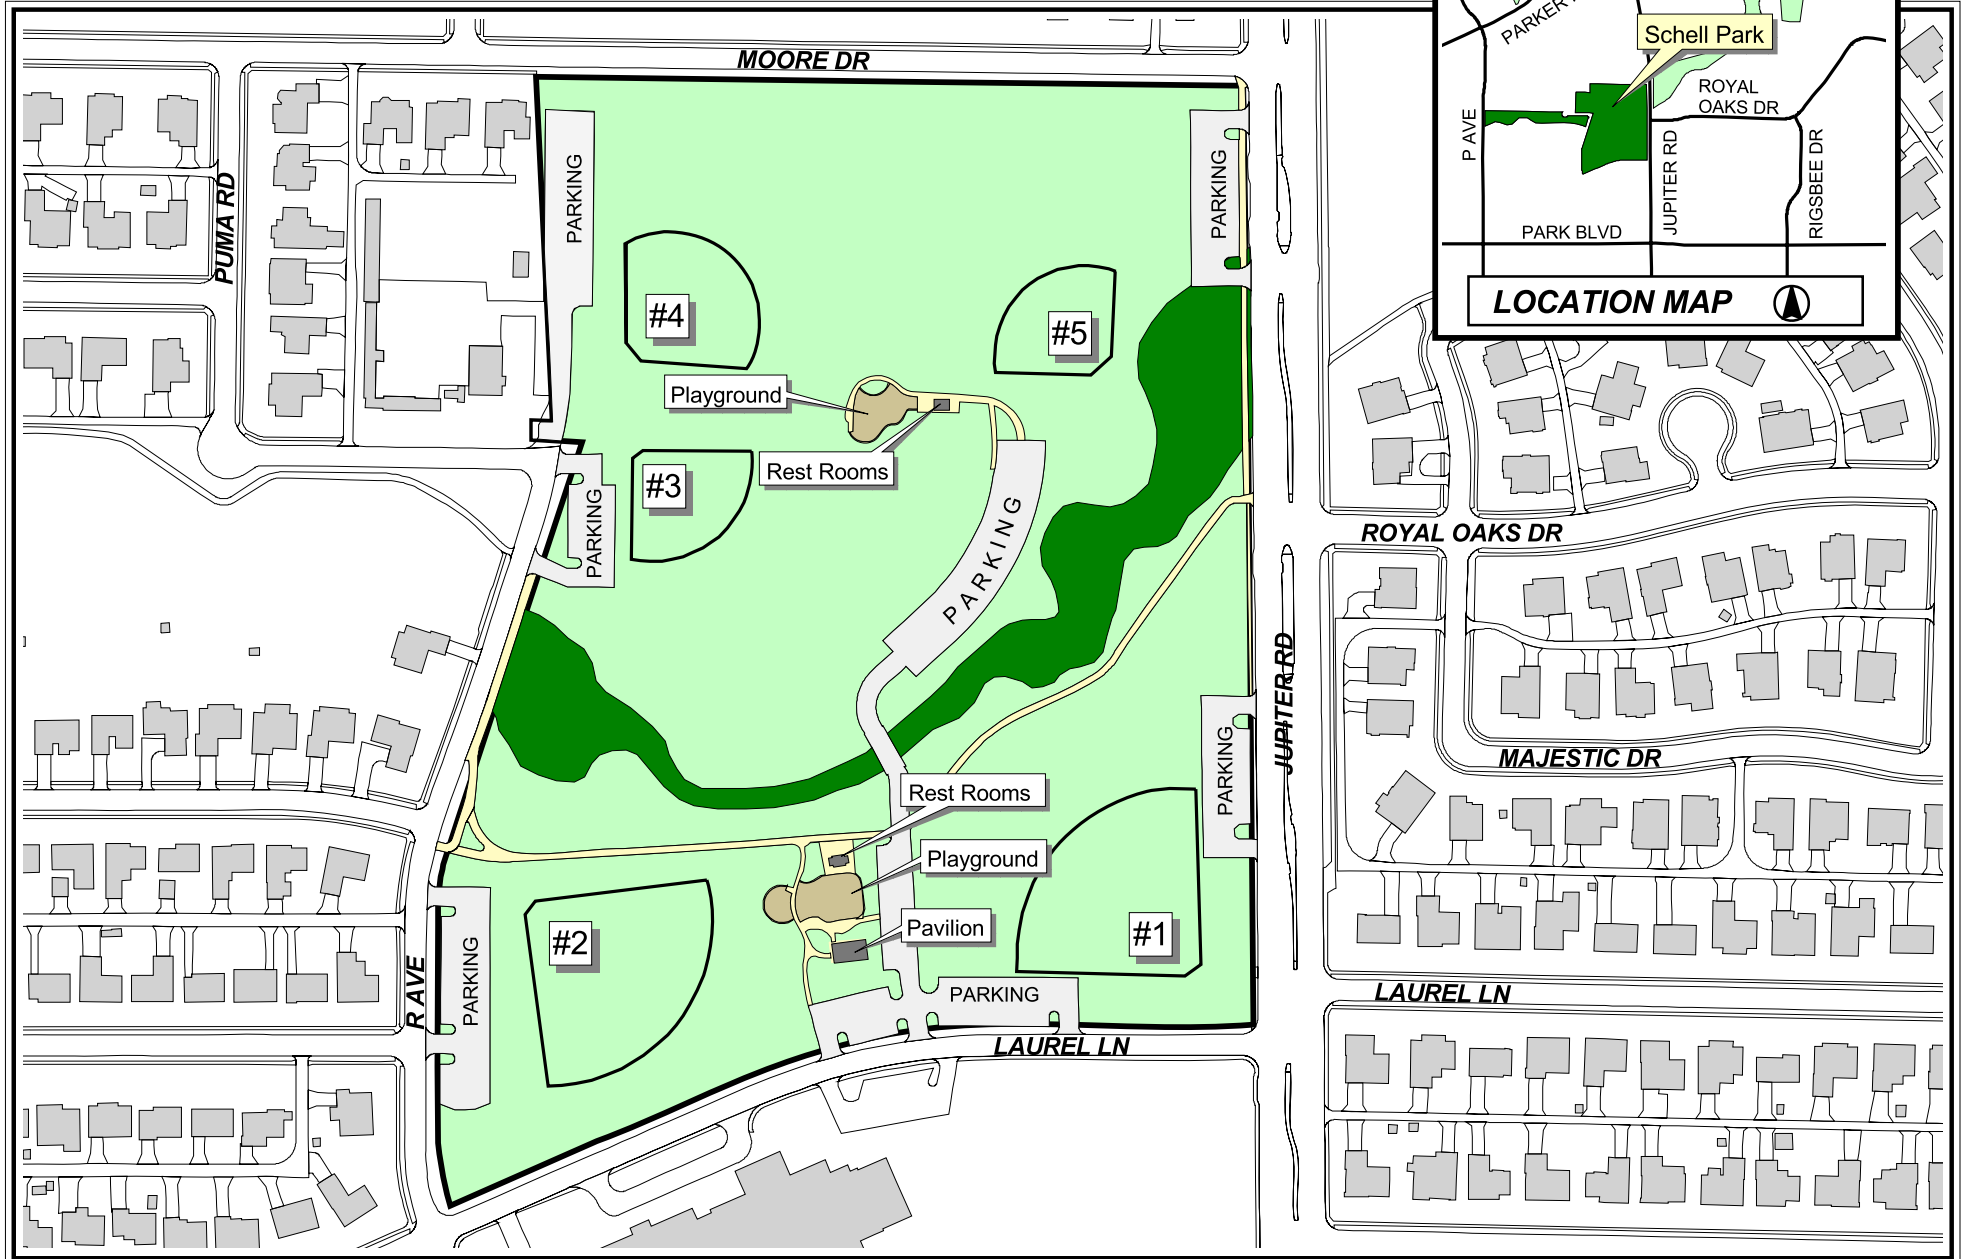 MOORE DR
PARKER
Schell Park
ROYAL
OAKS DR
P AVE
JUPITER RD
RIGSBEE DR
PARK BLVD
LOCATION MAP
PUMA RD
PARKING
PARKING
#4
#5
Playground
Rest Rooms
#3
PARKING
PARKING
ROYAL OAKS DR
JUPITER RD
MAJESTIC DR
PARKING
Rest Rooms
Playground
Pavilion
#2
#1
R AVE
PARKING
PARKING
LAUREL LN
LAUREL LN